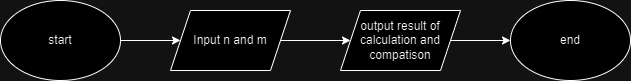 start
Input n and m
output result of
calculation and
compatison
end